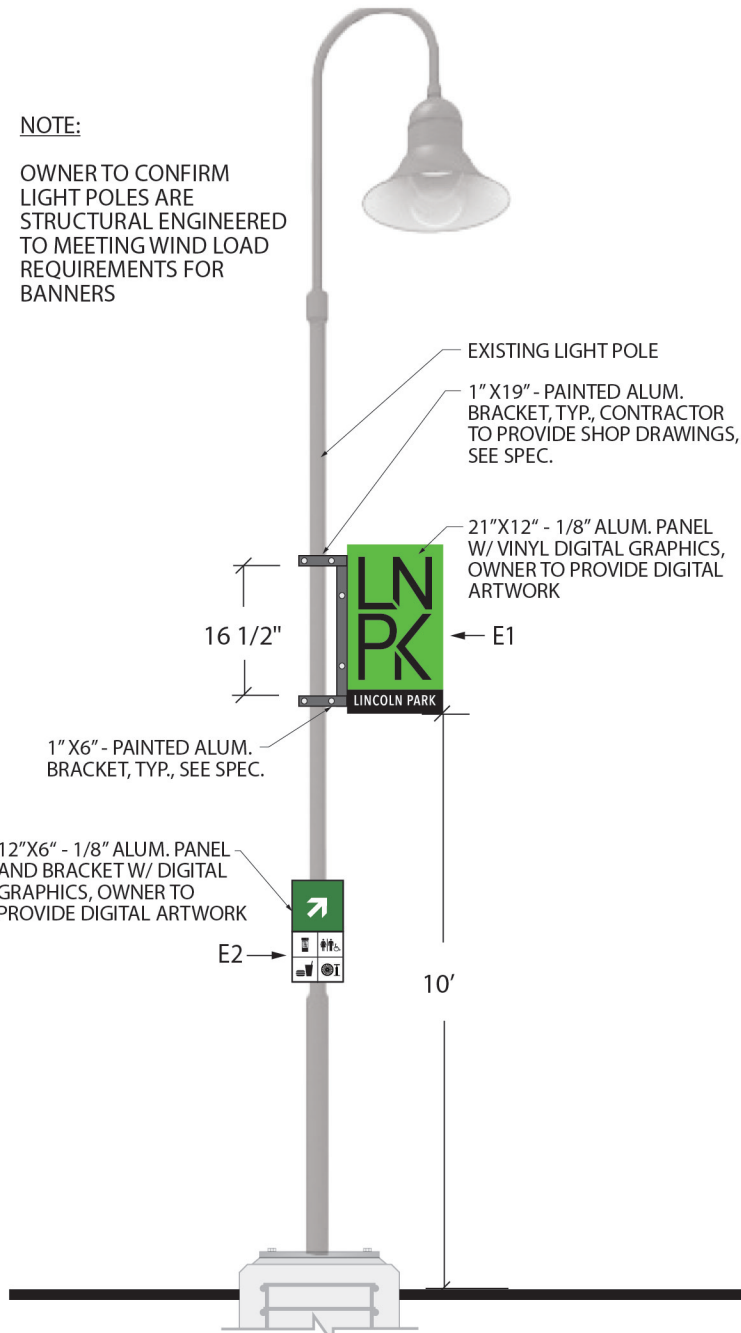 NOTE:
OWNER TO CONFIRM
LIGHT POLES ARE
STRUCTURAL ENGINEERED
TO MEETING WIND LOAD
REQUIREMENTS FOR
BANNERS
EXISTING LIGHT POLE
1” X19” - PAINTED ALUM.
BRACKET, TYP., CONTRACTOR
TO PROVIDE SHOP DRAWINGS,
SEE SPEC.
21”X12“ - 1/8” ALUM. PANEL
W/ VINYL DIGITAL GRAPHICS,
OWNER TO PROVIDE DIGITAL
ARTWORK
LN
PK
LINCOLN PARK
16 1/2"
E1
1” X6” - PAINTED ALUM.
BRACKET, TYP., SEE SPEC.
12”X6“ - 1/8” ALUM. PANEL
AND BRACKET W/ DIGITAL
GRAPHICS, OWNER TO
PROVIDE DIGITAL ARTWORK
E2
10’